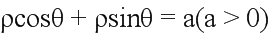 ρcosθ + ρsinθ = a(a > 0)